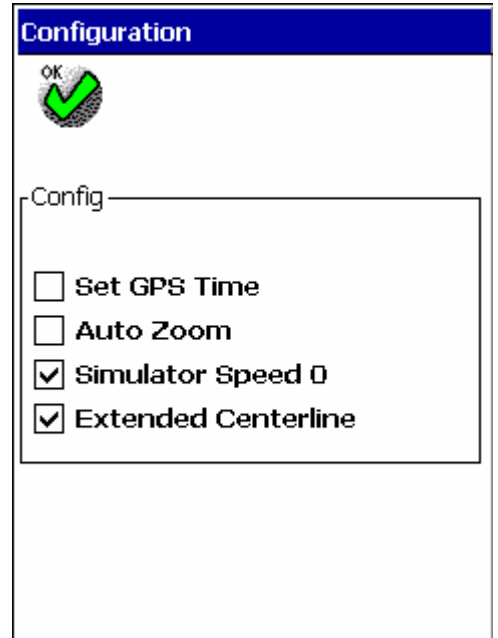 Configuration
OK
Config
Set GPS Time
Auto Zoom
Simulator Speed 0
Extended Centerline